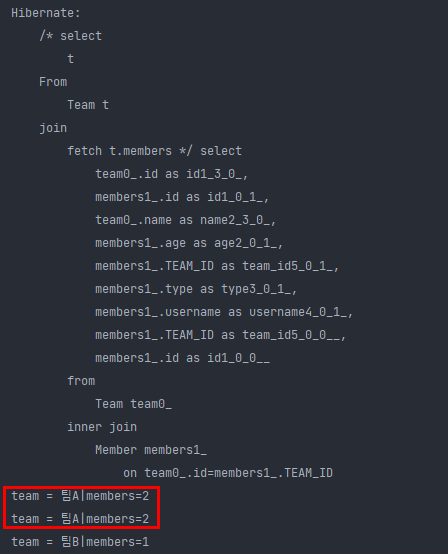 Hibernate:
/* select
t
From
Team t
join
fetch t.members */ select
team0_.id as id1_3_0_,
members1_.id as id1_0_1_,
team0_.name as name2_3_0_,
members1_.age as age2_0_1_,
members1_.TEAM_ID as team_id5_0_1_,
members1_.type as type3_0_1_,
members1_.username as username4_0_1_,
members1_.TEAM_ID as team_id5_0_0__,
members1_.id as id1_0_0__
from
Team team0_
inner join
Member members1_
on team0_.id=members1_.TEAM_ID
team = 팀A|members=2
team = 팀A|members=2
team = 팀B|members=1